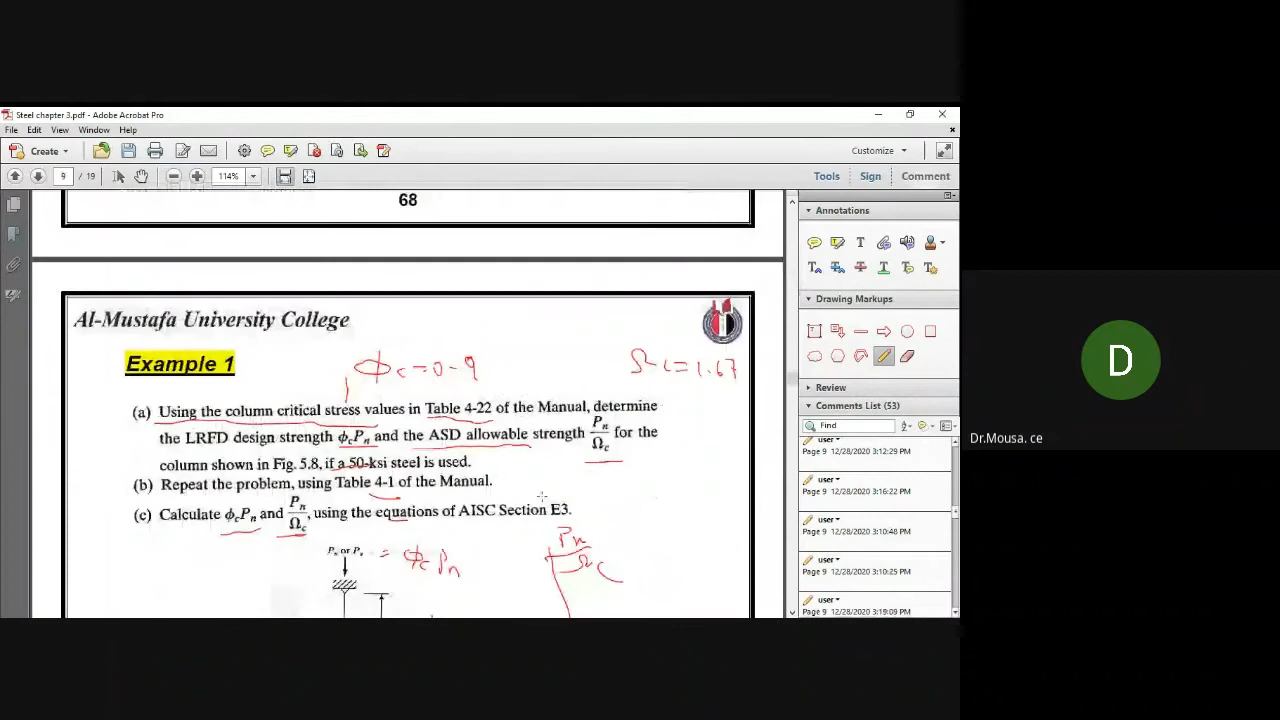 Steel chapter 3.pdf - Adobe Acrobat Pro
File Edit View Window Help
Create
Customize
9 / 19
114%
Tools Sign Comment
68
Annotations
Drawing Markups
Review
Comments List (53)
Find
user
Page 9 12/28/2020 3:12:29 PM
user
Page 9 12/28/2020 3:16:22 PM
user
Page 9 12/28/2020 3:10:48 PM
user
Page 9 12/28/2020 3:10:25 PM
user
Page 9 12/28/2020 3:19:09 PM
Al-Mustafa University College
Example 1
ϕc = 0-9
Ωc = 1.67
(a) Using the column critical stress values in Table 4-22 of the Manual, determine
the LRFD design strength ϕcPn and the ASD allowable strength Pn/Ωc for the
column shown in Fig. 5.8, if a 50-ksi steel is used.
(b) Repeat the problem, using Table 4-1 of the Manual.
(c) Calculate ϕcPn and Pn/Ωc, using the equations of AISC Section E3.
= ϕc Pn
Pn
Ωc
D
Dr.Mousa. ce